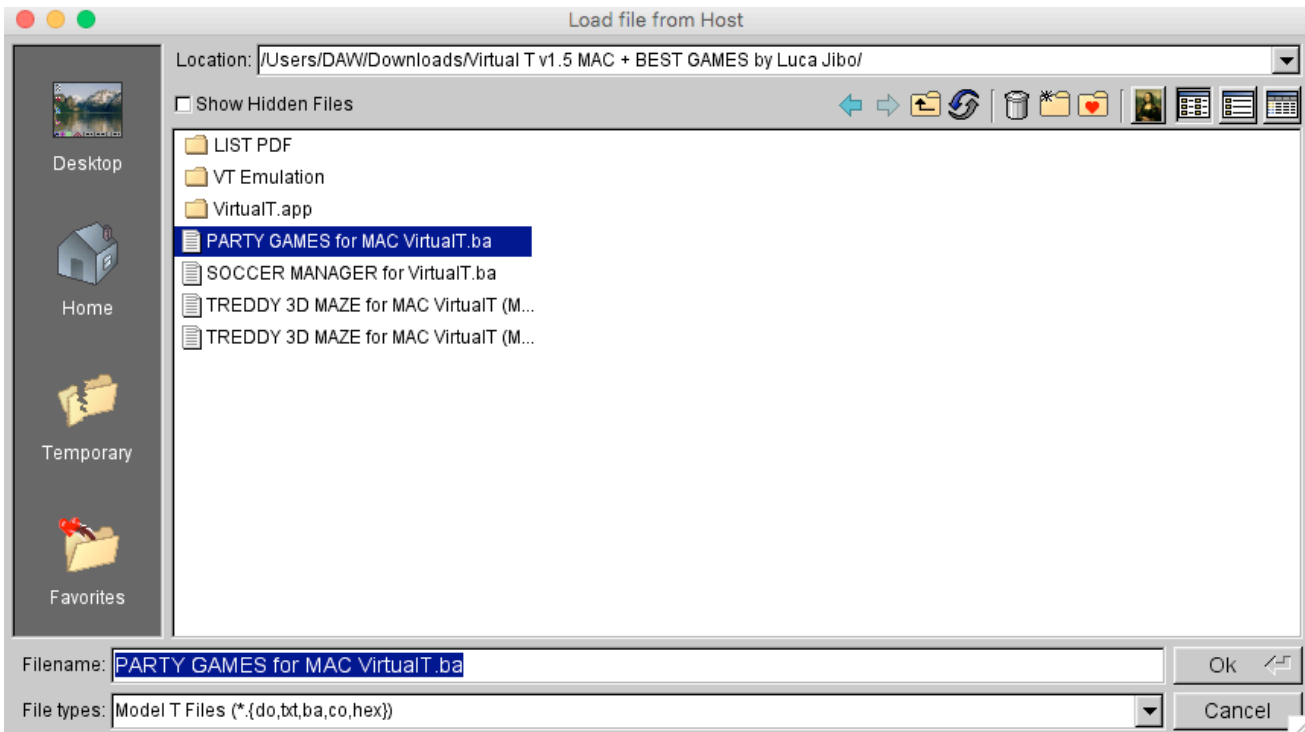 Load file from Host
Location: /Users/DAW/Downloads/Virtual T v1.5 MAC + BEST GAMES by Luca Jibo/
Show Hidden Files
Desktop
Home
Temporary
Favorites
LIST PDF
VT Emulation
VirtualT.app
PARTY GAMES for MAC VirtualT.ba
SOCCER MANAGER for VirtualT.ba
TREDDY 3D MAZE for MAC VirtualT (M...
TREDDY 3D MAZE for MAC VirtualT (M...
Filename: PARTY GAMES for MAC VirtualT.ba
Ok
File types: Model T Files (*.{do,txt,ba,co,hex})
Cancel